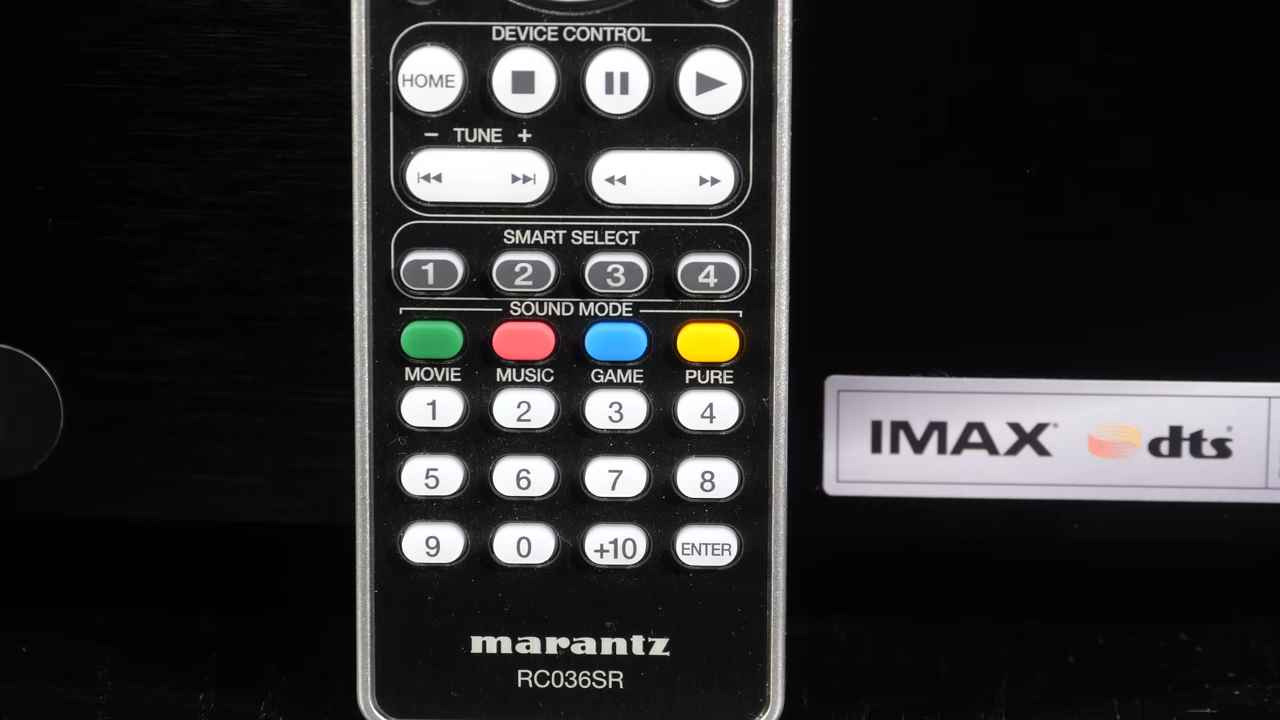 DEVICE CONTROL
HOME
− TUNE +
SMART SELECT
1 2 3 4
SOUND MODE
MOVIE MUSIC GAME PURE
1 2 3 4
5 6 7 8
9 0 +10 ENTER
marantz
RC036SR
IMAX® dts®